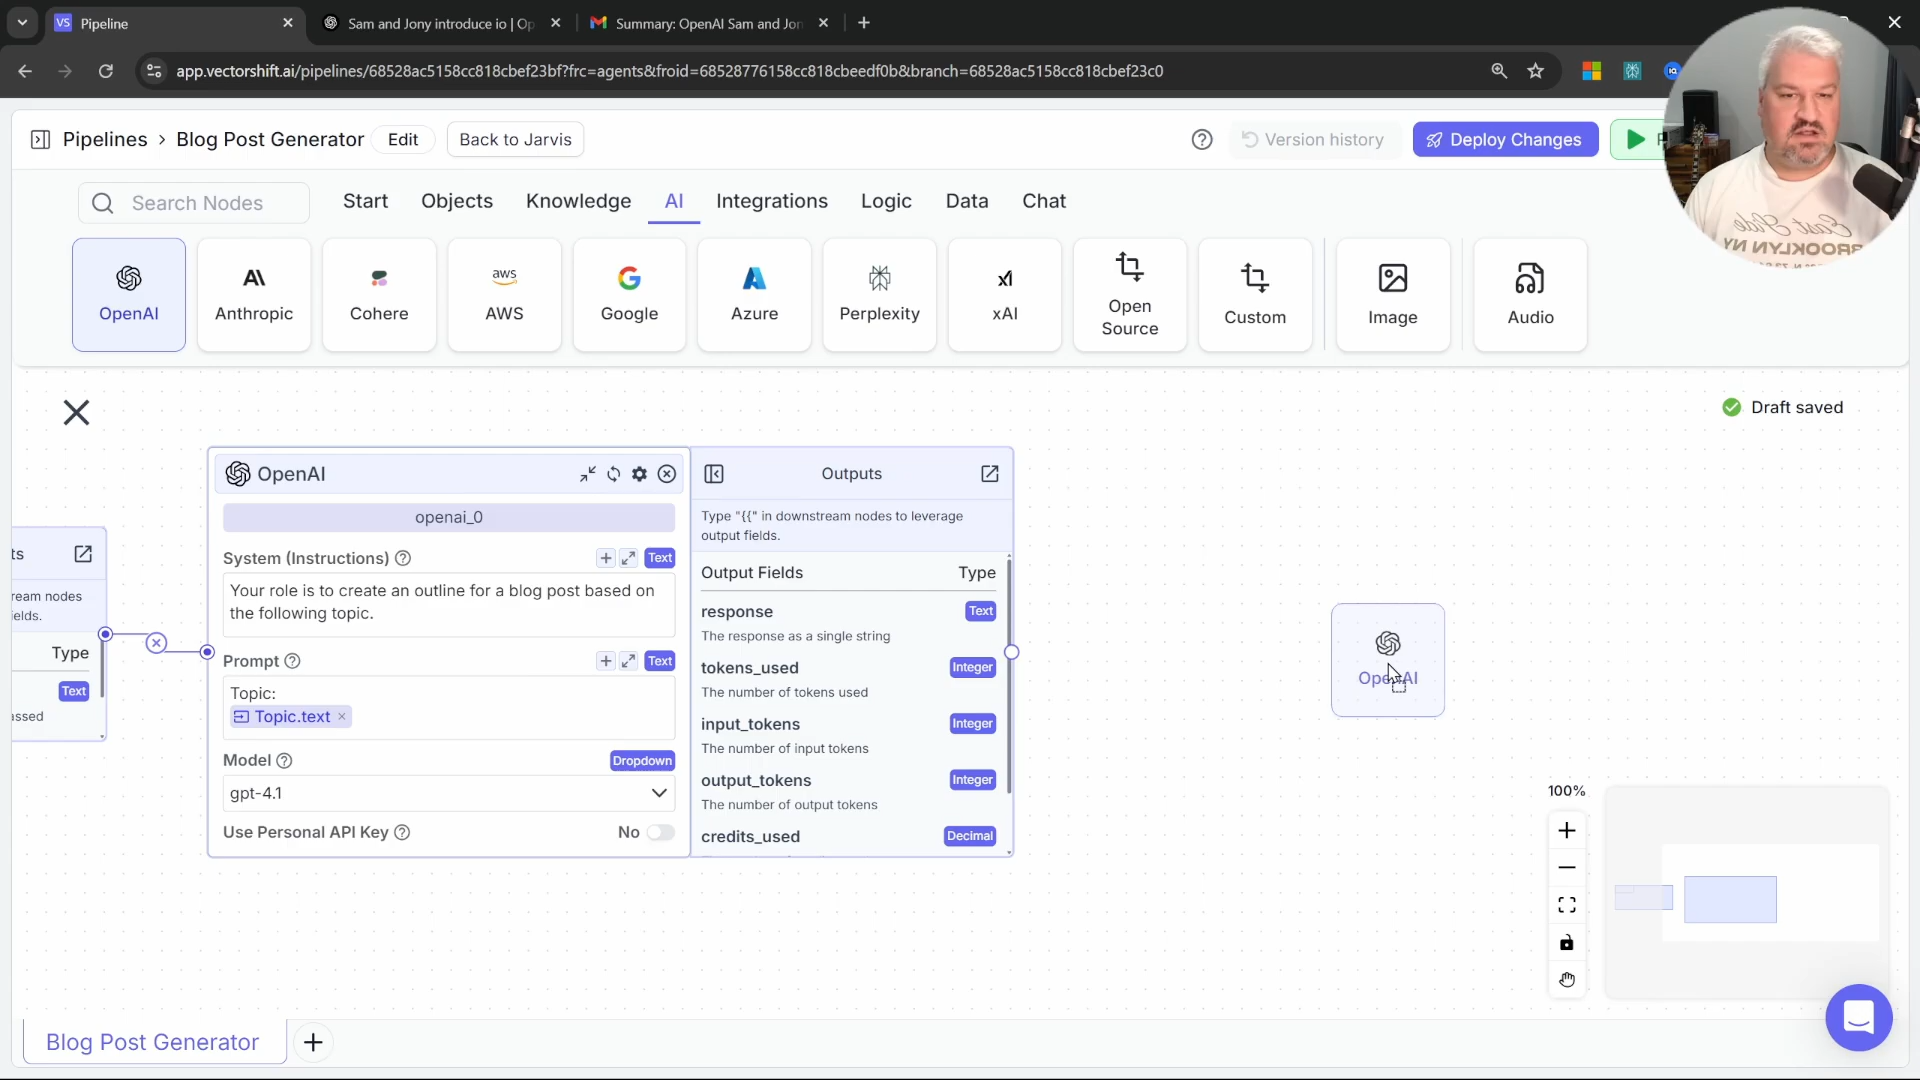 Pipeline
Sam and Jony introduce io | Op
Summary: OpenAI Sam and Jon
app.vectorshift.ai/pipelines/68528ac5158cc818cbef23bf?frc=agents&froid=68528776158cc818cbeedf0b&branch=68528ac5158cc818cbef23c0
Pipelines > Blog Post Generator Edit Back to Jarvis
Version history
Deploy Changes
Search Nodes
Start Objects Knowledge AI Integrations Logic Data Chat
OpenAI
Anthropic
Cohere
aws
AWS
Google
Azure
Perplexity
xAI
Open
Source
Custom
Image
Audio
Draft saved
ts
ream nodes
ields.
Type
Text
assed
OpenAI
openai_0
System (Instructions)
Text
Your role is to create an outline for a blog post based on
the following topic.
Prompt
Text
Topic:
Topic.text
Model
Dropdown
gpt-4.1
Use Personal API Key
No
Outputs
Type "{{" in downstream nodes to leverage
output fields.
Output Fields Type
response Text
The response as a single string
tokens_used Integer
The number of tokens used
input_tokens Integer
The number of input tokens
output_tokens Integer
The number of output tokens
credits_used Decimal
OpenAI
100%
Blog Post Generator
East Side
BROOKLYN NY